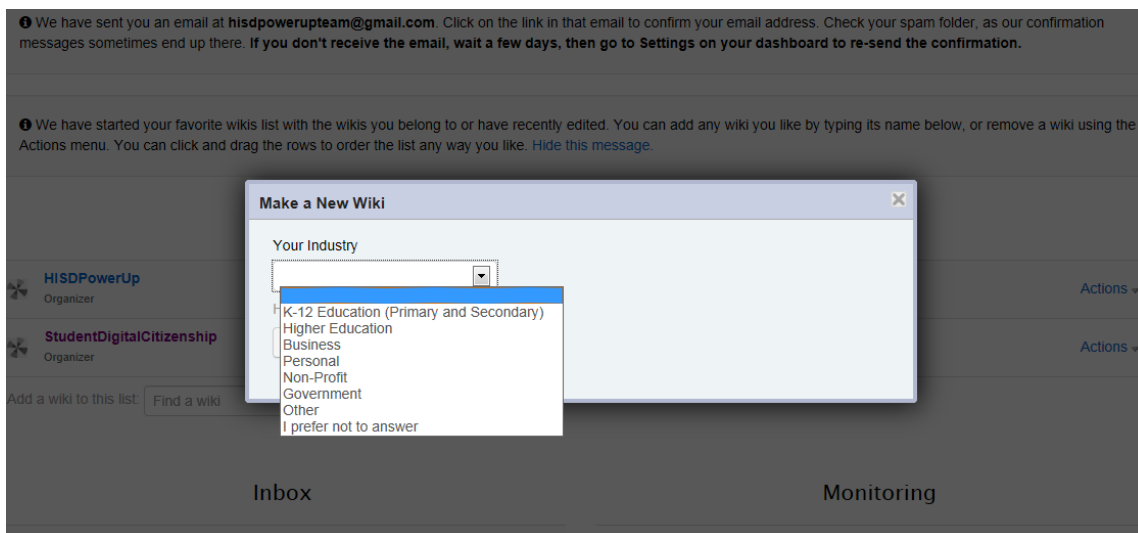 We have sent you an email at hisdpowerupteam@gmail.com. Click on the link in that email to confirm your email address. Check your spam folder, as our confirmation
messages sometimes end up there. If you don't receive the email, wait a few days, then go to Settings on your dashboard to re-send the confirmation.
We have started your favorite wikis list with the wikis you belong to or have recently edited. You can add any wiki you like by typing its name below, or remove a wiki using the
Actions menu. You can click and drag the rows to order the list any way you like. Hide this message.
Make a New Wiki
Your Industry
K-12 Education (Primary and Secondary)
Higher Education
Business
Personal
Non-Profit
Government
Other
I prefer not to answer
HISDPowerUp
Organizer
Actions
StudentDigitalCitizenship
Organizer
Actions
Add a wiki to this list: Find a wiki
Inbox
Monitoring